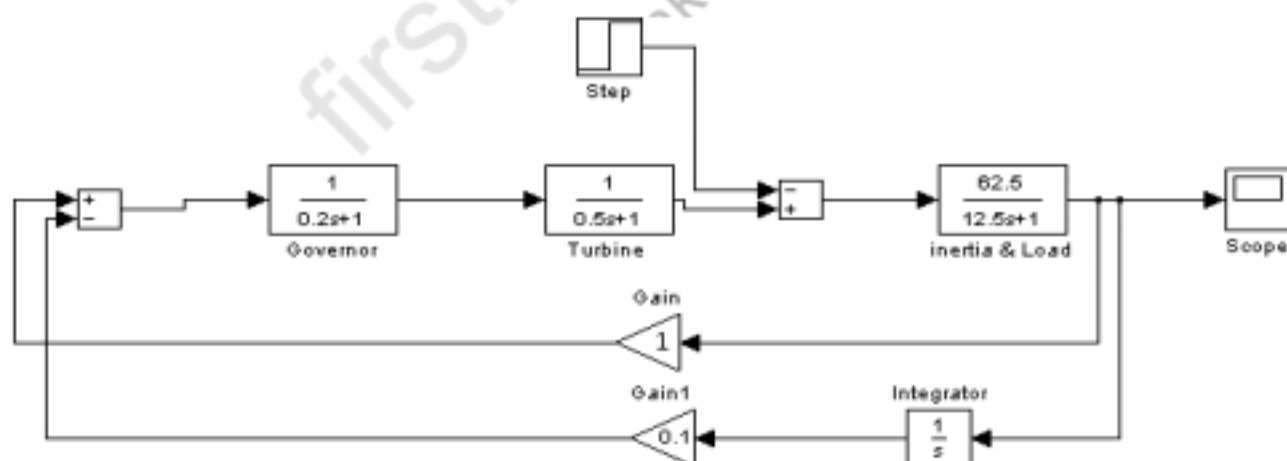 Step
+
−
1
0.2s+1
Governor
1
0.5s+1
Turbine
−
+
62.5
12.5s+1
inertia & Load
Scope
Gain
1
Gain1
0.1
Integrator
1
s